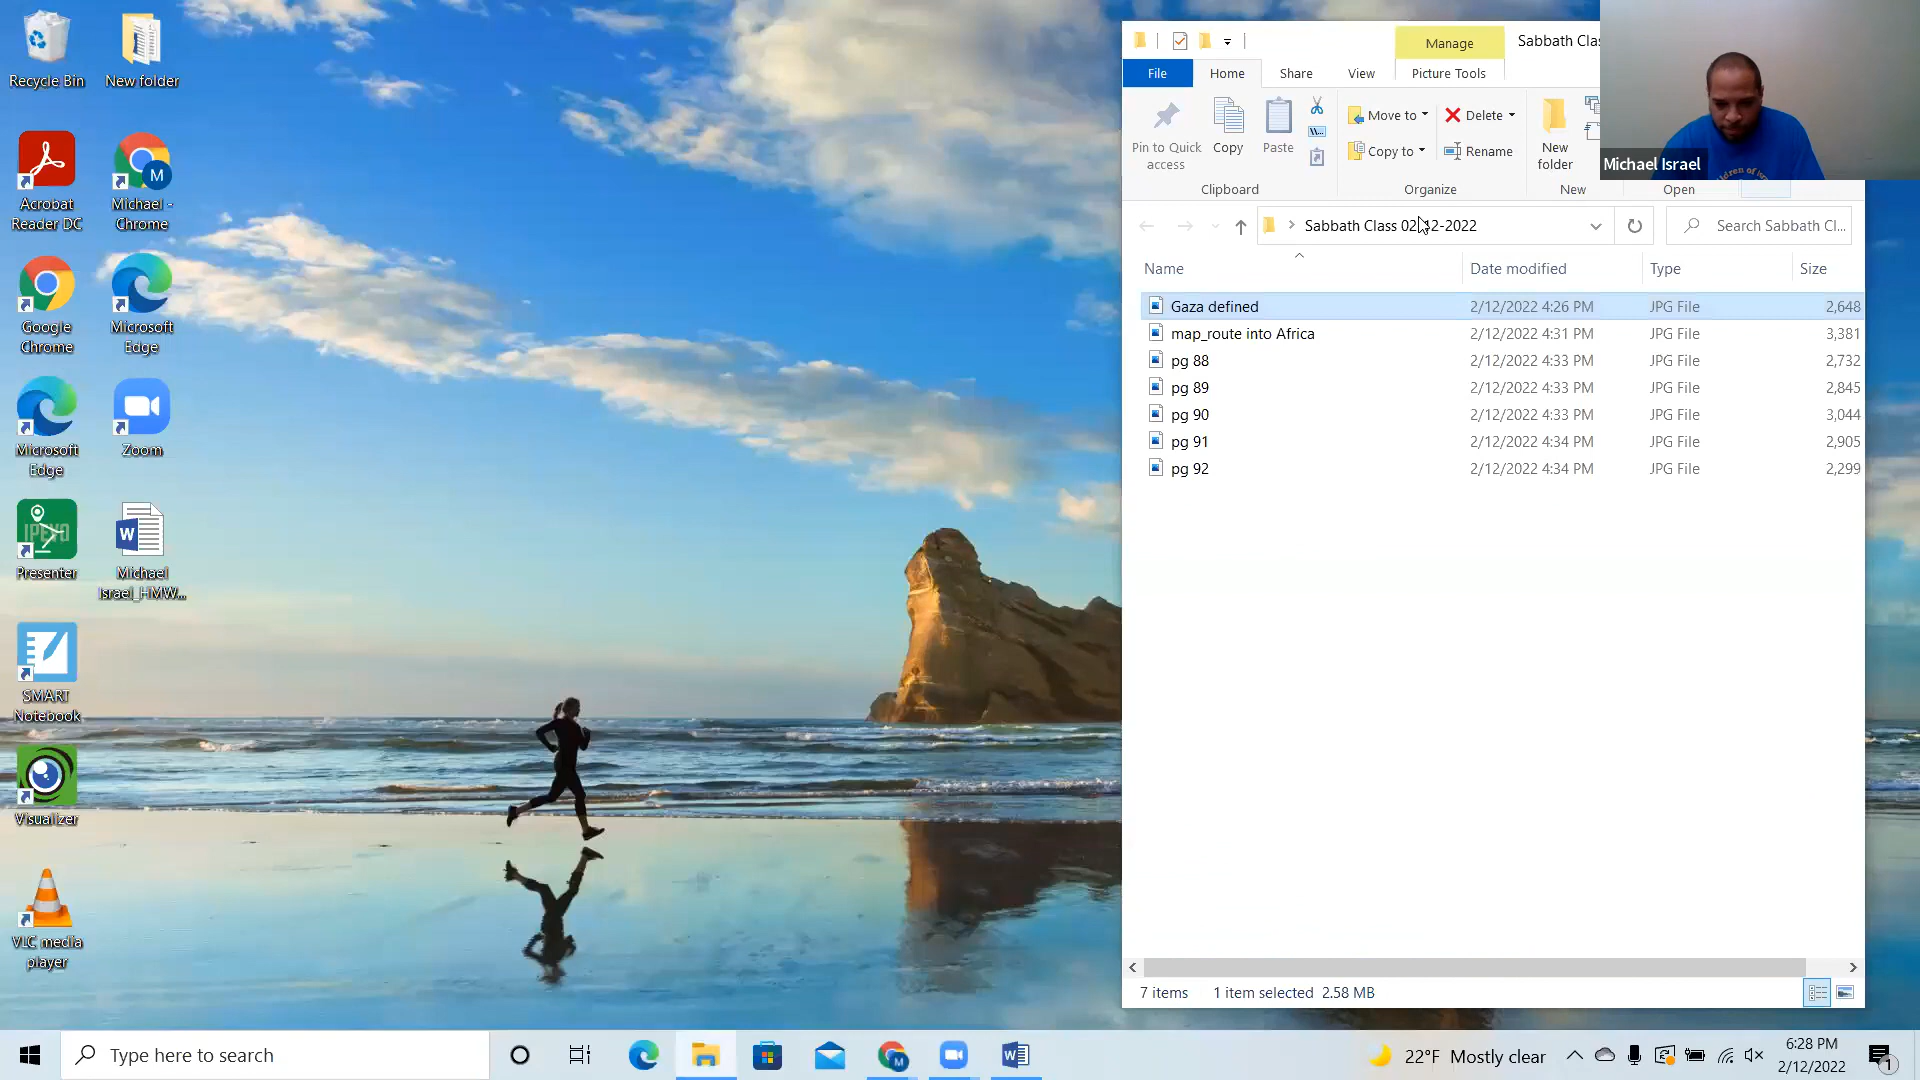 Recycle Bin
New folder
Acrobat
Reader DC
Michael -
Chrome
M
Google
Chrome
Microsoft
Edge
Microsoft
Edge
Zoom
IPEVO
Presenter
W
Michael
Israel_HMW...
SMART
Notebook
Visualizer
VLC media
player
Manage
Sabbath Clas
File
Home
Share
View
Picture Tools
Pin to Quick
access
Copy
Paste
W...
Move to
Copy to
Delete
Rename
New
folder
Clipboard
Organize
New
Open
Michael Israel
Sabbath Class 02-12-2022
Search Sabbath Cl...
Name
Date modified
Type
Size
Gaza defined 2/12/2022 4:26 PM JPG File 2,648
map_route into Africa 2/12/2022 4:31 PM JPG File 3,381
pg 88 2/12/2022 4:33 PM JPG File 2,732
pg 89 2/12/2022 4:33 PM JPG File 2,845
pg 90 2/12/2022 4:33 PM JPG File 3,044
pg 91 2/12/2022 4:34 PM JPG File 2,905
pg 92 2/12/2022 4:34 PM JPG File 2,299
7 items 1 item selected 2.58 MB
Type here to search
M
W
22°F Mostly clear
6:28 PM
2/12/2022
1